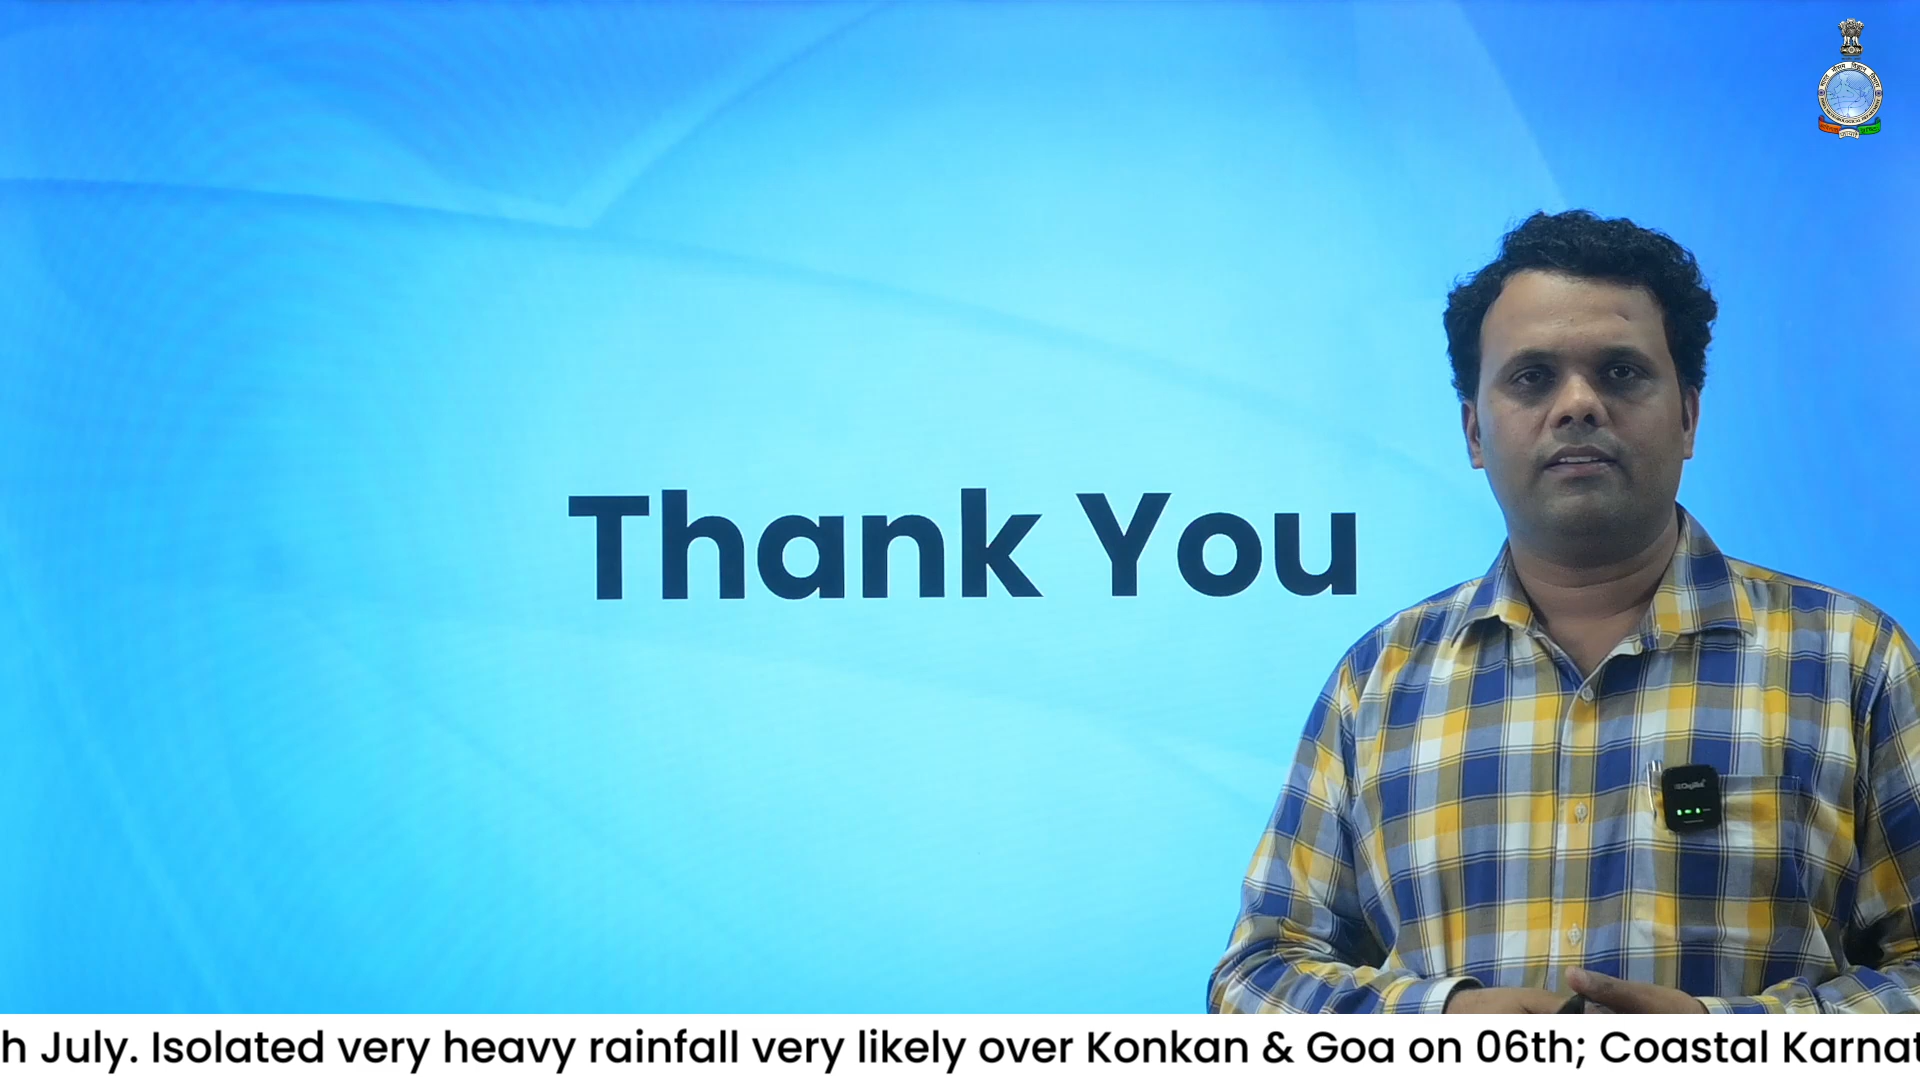 Thank You
h July. Isolated very heavy rainfall very likely over Konkan & Goa on 06th; Coastal Karnat